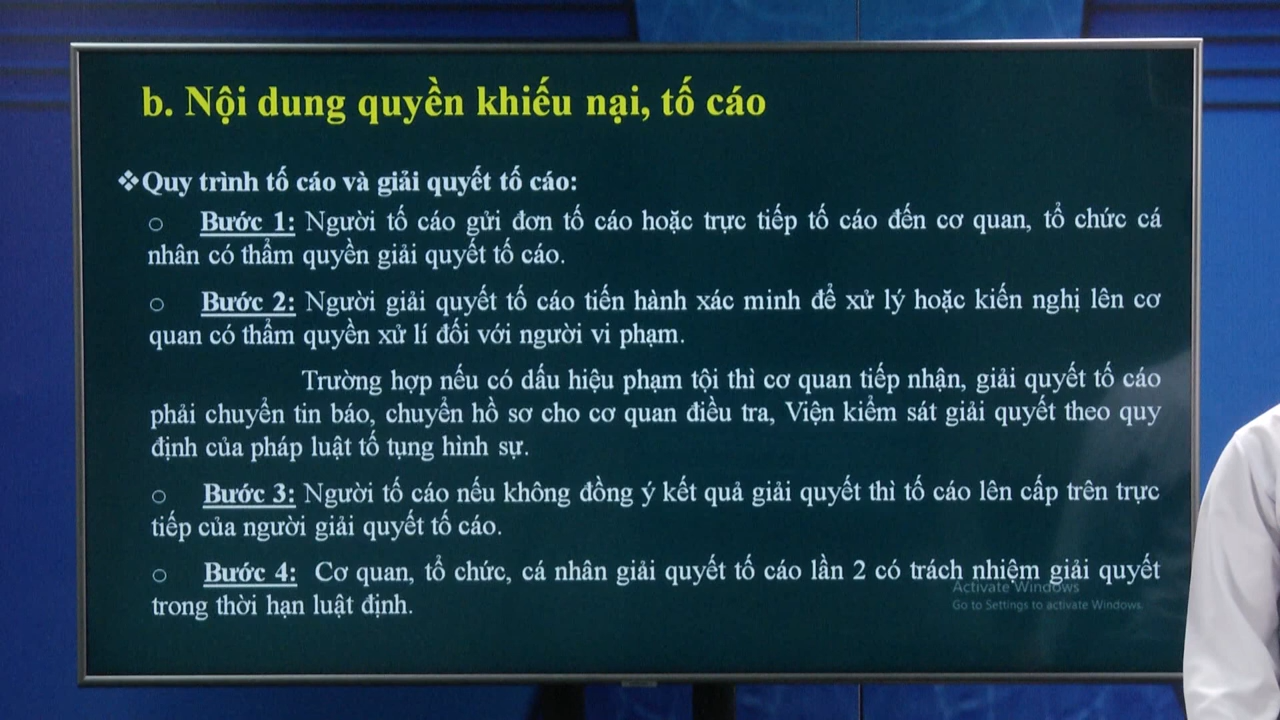 b. Nội dung quyền khiếu nại, tố cáo
❖Quy trình tố cáo và giải quyết tố cáo:
o Bước 1: Người tố cáo gửi đơn tố cáo hoặc trực tiếp tố cáo đến cơ quan, tổ chức cá
nhân có thẩm quyền giải quyết tố cáo.
o Bước 2: Người giải quyết tố cáo tiến hành xác minh để xử lý hoặc kiến nghị lên cơ
quan có thẩm quyền xử lí đối với người vi phạm.
Trường hợp nếu có dấu hiệu phạm tội thì cơ quan tiếp nhận, giải quyết tố cáo
phải chuyển tin báo, chuyển hồ sơ cho cơ quan điều tra, Viện kiểm sát giải quyết theo quy
định của pháp luật tố tụng hình sự.
o Bước 3: Người tố cáo nếu không đồng ý kết quả giải quyết thì tố cáo lên cấp trên trực
tiếp của người giải quyết tố cáo.
o Bước 4: Cơ quan, tổ chức, cá nhân giải quyết tố cáo lần 2 có trách nhiệm giải quyết
trong thời hạn luật định.
Activate Windows
Go to Settings to activate Windows.